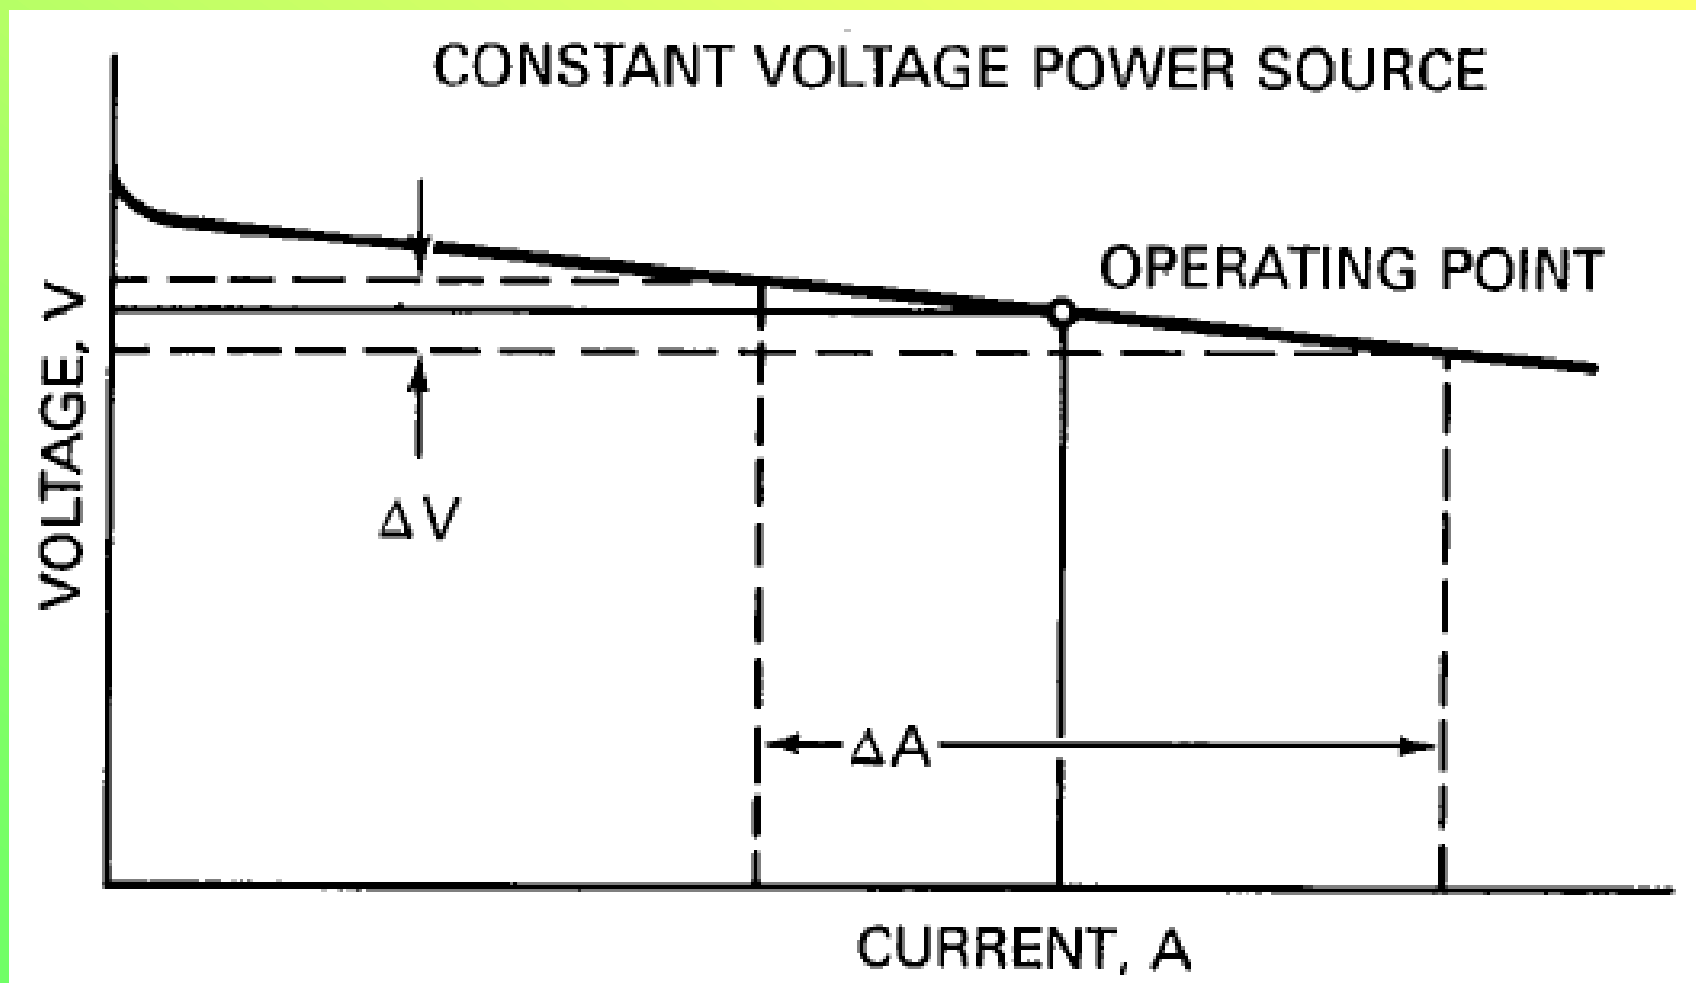 CONSTANT VOLTAGE POWER SOURCE
OPERATING POINT
VOLTAGE, V
ΔV
ΔA
CURRENT, A